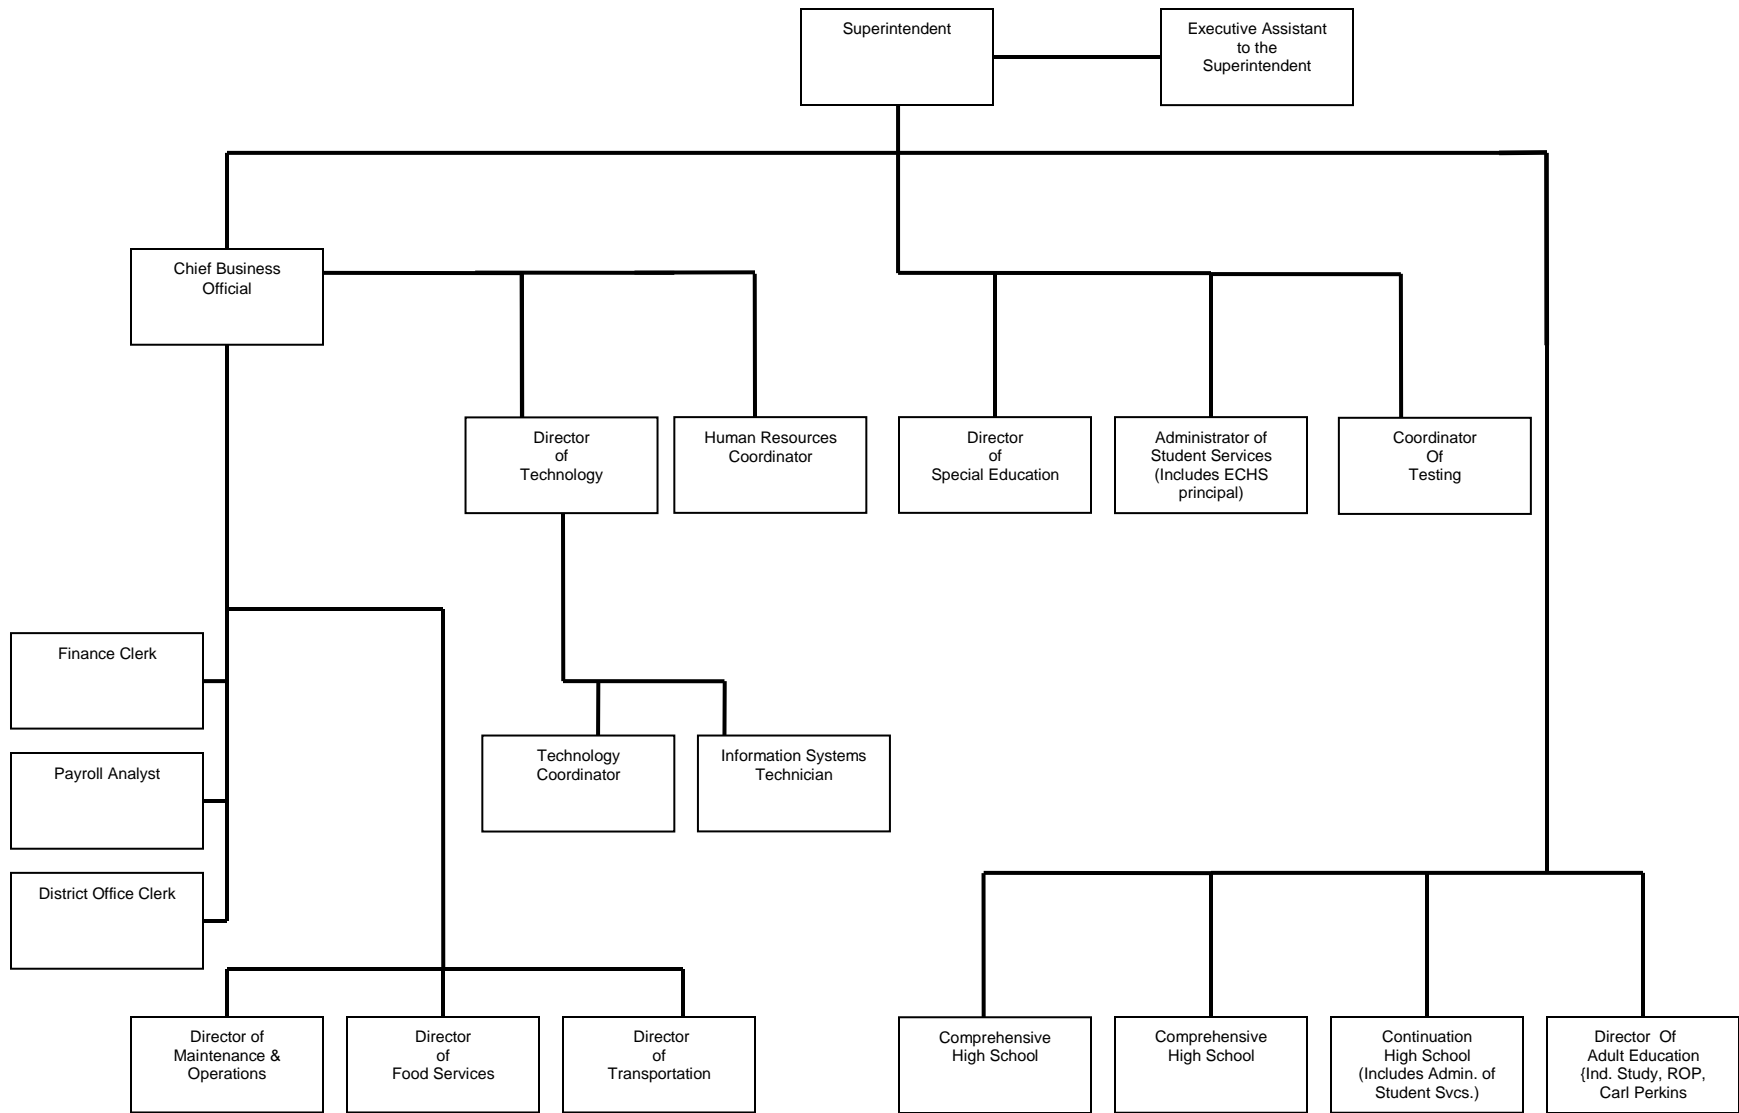 Superintendent
Executive Assistant
to the
Superintendent
Chief Business
Official
Director
of
Technology
Human Resources
Coordinator
Director
of
Special Education
Administrator of
Student Services
(Includes ECHS
principal)
Coordinator
Of
Testing
Finance Clerk
Payroll Analyst
District Office Clerk
Technology
Coordinator
Information Systems
Technician
Director of
Maintenance &
Operations
Director
of
Food Services
Director
of
Transportation
Comprehensive
High School
Comprehensive
High School
Continuation
High School
(Includes Admin. of
Student Svcs.)
Director Of
Adult Education
{Ind. Study, ROP,
Carl Perkins